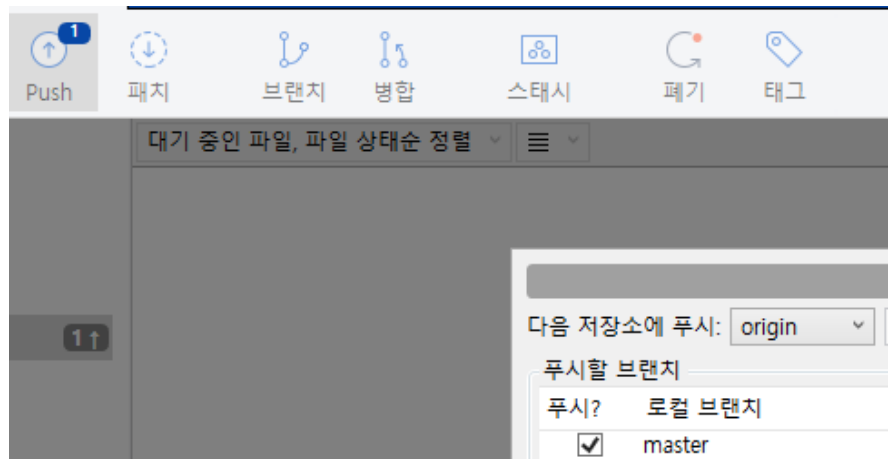 1
Push 패치 브랜치 병합 스태시 폐기 태그
대기 중인 파일, 파일 상태순 정렬
1↑
다음 저장소에 푸시: origin
푸시할 브랜치
푸시? 로컬 브랜치
master